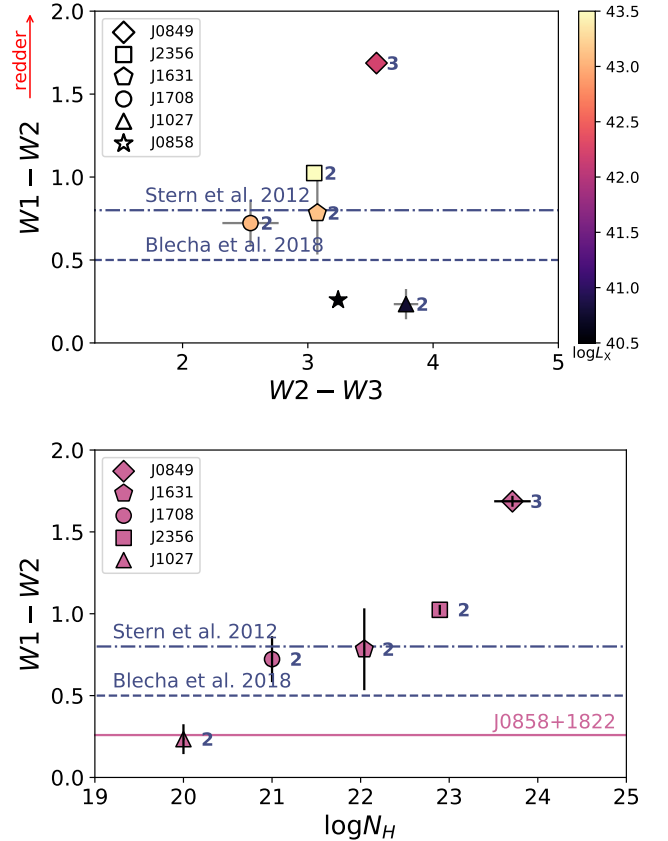 redder
W1 − W2
2.0
1.5
1.0
0.5
0.0
J0849
J2356
J1631
J1708
J1027
J0858
3
2
2
2
2
Stern et al. 2012
Blecha et al. 2018
2
3
4
5
W2 − W3
43.5
43.0
42.5
42.0
41.5
41.0
40.5
logLX
W1 − W2
2.0
1.5
1.0
0.5
0.0
J0849
J1631
J1708
J2356
J1027
3
2
2
2
2
Stern et al. 2012
Blecha et al. 2018
J0858+1822
19
20
21
22
23
24
25
logNH